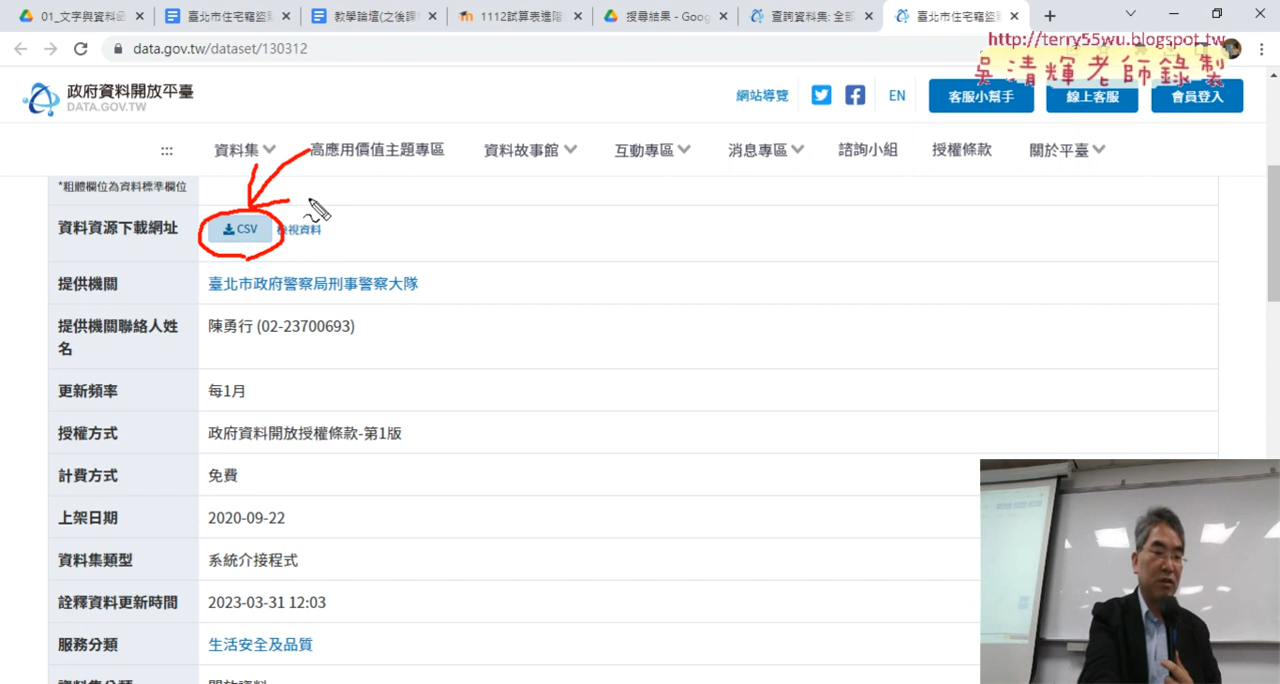 01_文字與資料函
臺北市住宅竊盜
教學論壇(之後課
1112試算表進階
搜尋結果 - Goog
查詢資料集: 全部
臺北市住宅竊盜
data.gov.tw/dataset/130312
http://terry55wu.blogspot.tw
吳清輝老師錄製
政府資料開放平臺
DATA.GOV.TW
網站導覽
EN
客服小幫手
線上客服
會員登入
:::
資料集
高應用價值主題專區
資料故事館
互動專區
消息專區
諮詢小組
授權條款
關於平臺
*粗體欄位為資料標準欄位
資料資源下載網址
CSV
檢視資料
提供機關
臺北市政府警察局刑事警察大隊
提供機關聯絡人姓名
陳勇行 (02-23700693)
更新頻率
每1月
授權方式
政府資料開放授權條款-第1版
計費方式
免費
上架日期
2020-09-22
資料集類型
系統介接程式
詮釋資料更新時間
2023-03-31 12:03
服務分類
生活安全及品質